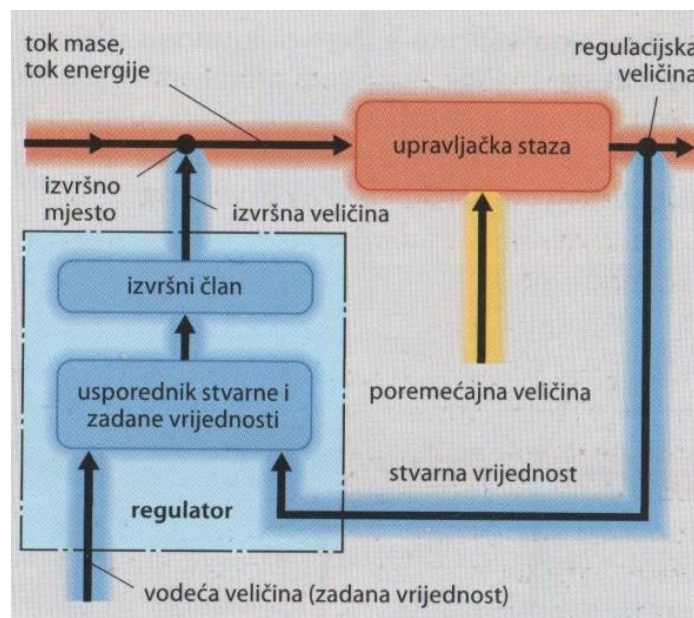 tok mase,
tok energije
regulacijska
veličina
upravljačka staza
izvršno
mjesto
izvršna veličina
izvršni član
usporednik stvarne i
zadane vrijednosti
poremećajna veličina
stvarna vrijednost
regulator
vodeća veličina (zadana vrijednost)